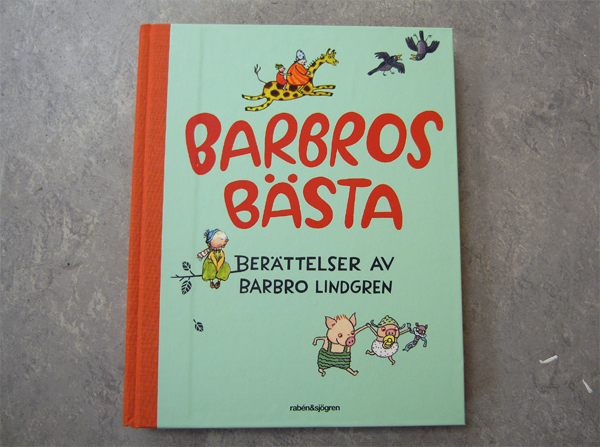 BARBROS
BÄSTA
BERÄTTELSER AV
BARBRO LINDGREN
rabén&sjögren